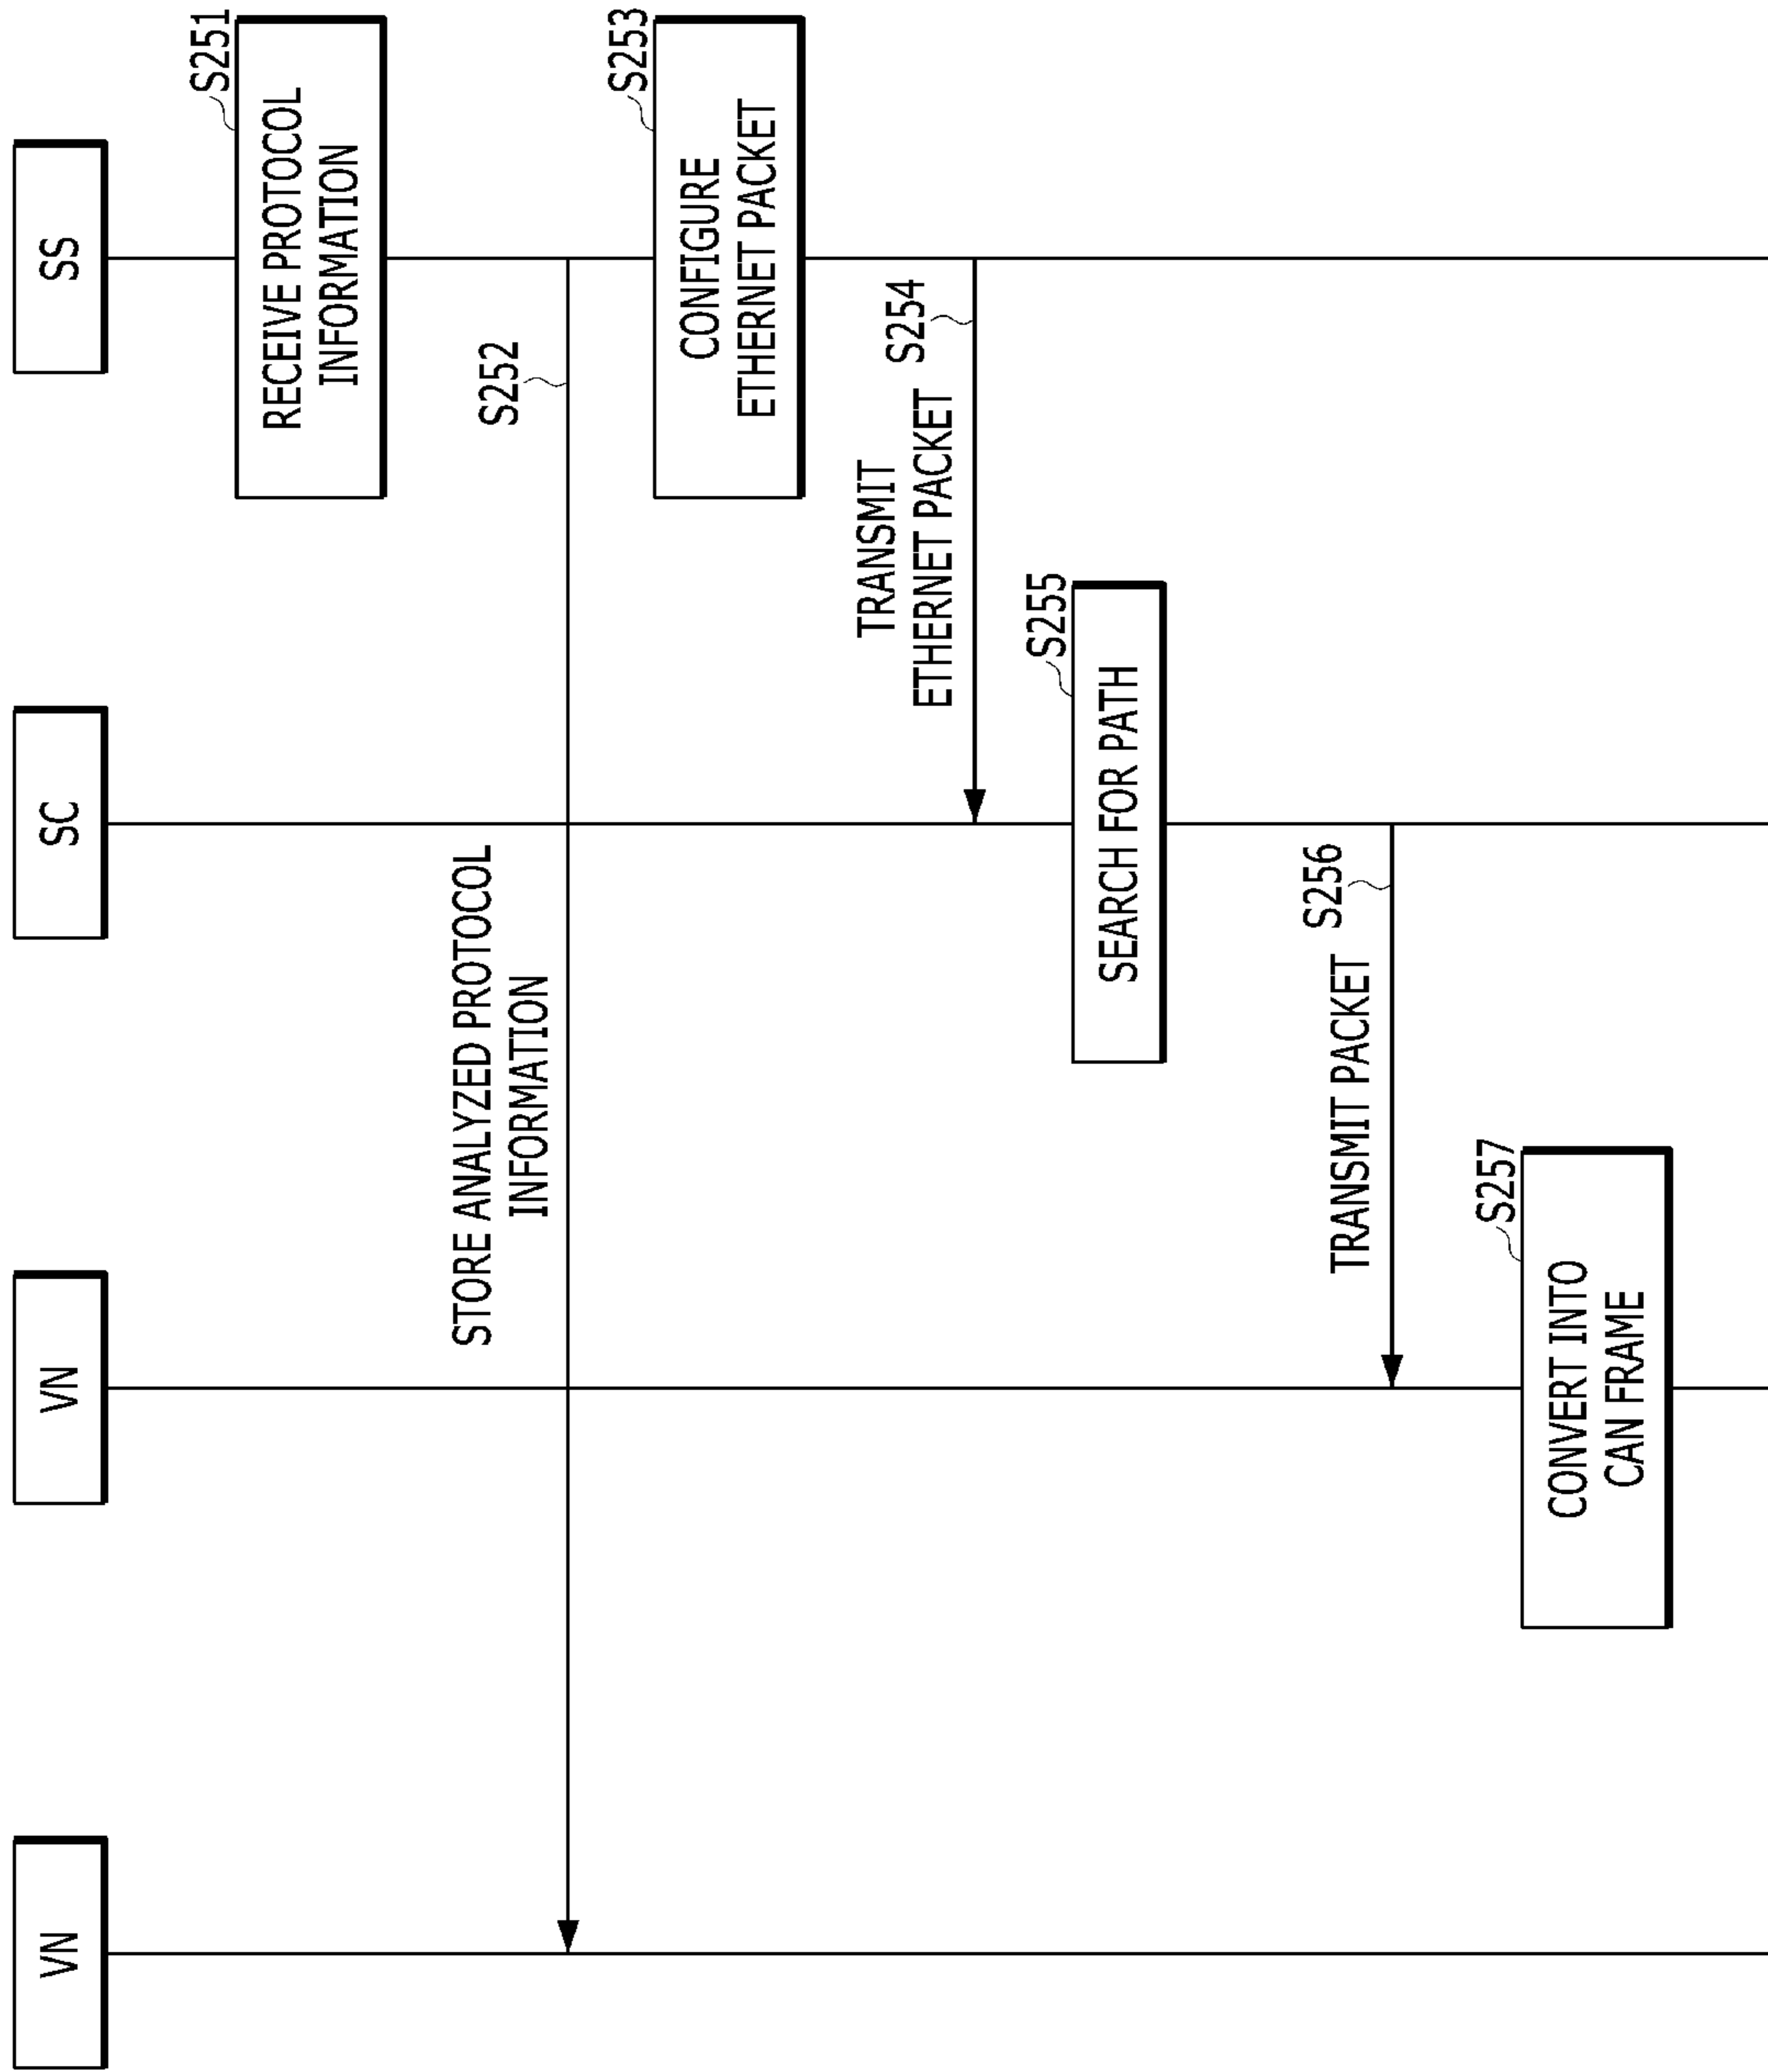 VN
VN
SC
SS
S251
RECEIVE PROTOCOL
INFORMATION
STORE ANALYZED PROTOCOL
INFORMATION
S252
S253
CONFIGURE
ETHERNET PACKET
TRANSMIT
ETHERNET PACKET
S254
S255
SEARCH FOR PATH
TRANSMIT PACKET
S256
S257
CONVERT INTO
CAN FRAME